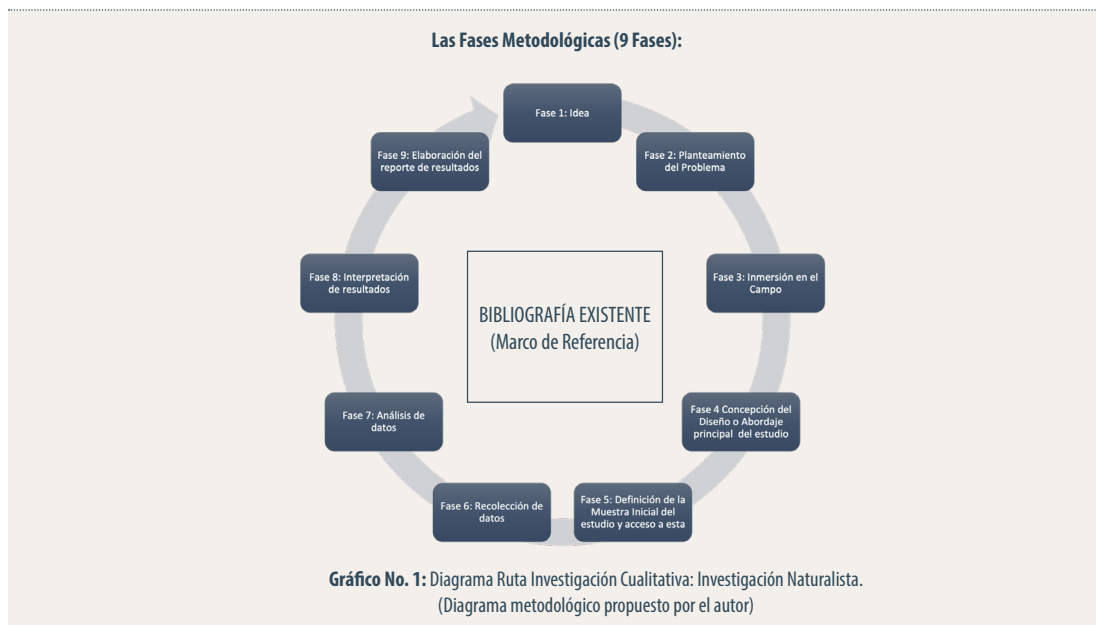 Las Fases Metodológicas (9 Fases):
Fase 1: Idea
Fase 2: Planteamiento
del Problema
Fase 3: Inmersión en el
Campo
Fase 4 Concepción del
Diseño o Abordaje
principal del estudio
Fase 5: Definición de la
Muestra Inicial del
estudio y acceso a esta
Fase 6: Recolección de
datos
Fase 7: Análisis de
datos
Fase 8: Interpretación
de resultados
Fase 9: Elaboración del
reporte de resultados
BIBLIOGRAFÍA EXISTENTE
(Marco de Referencia)
Gráfico No. 1: Diagrama Ruta Investigación Cualitativa: Investigación Naturalista.
(Diagrama metodológico propuesto por el autor)